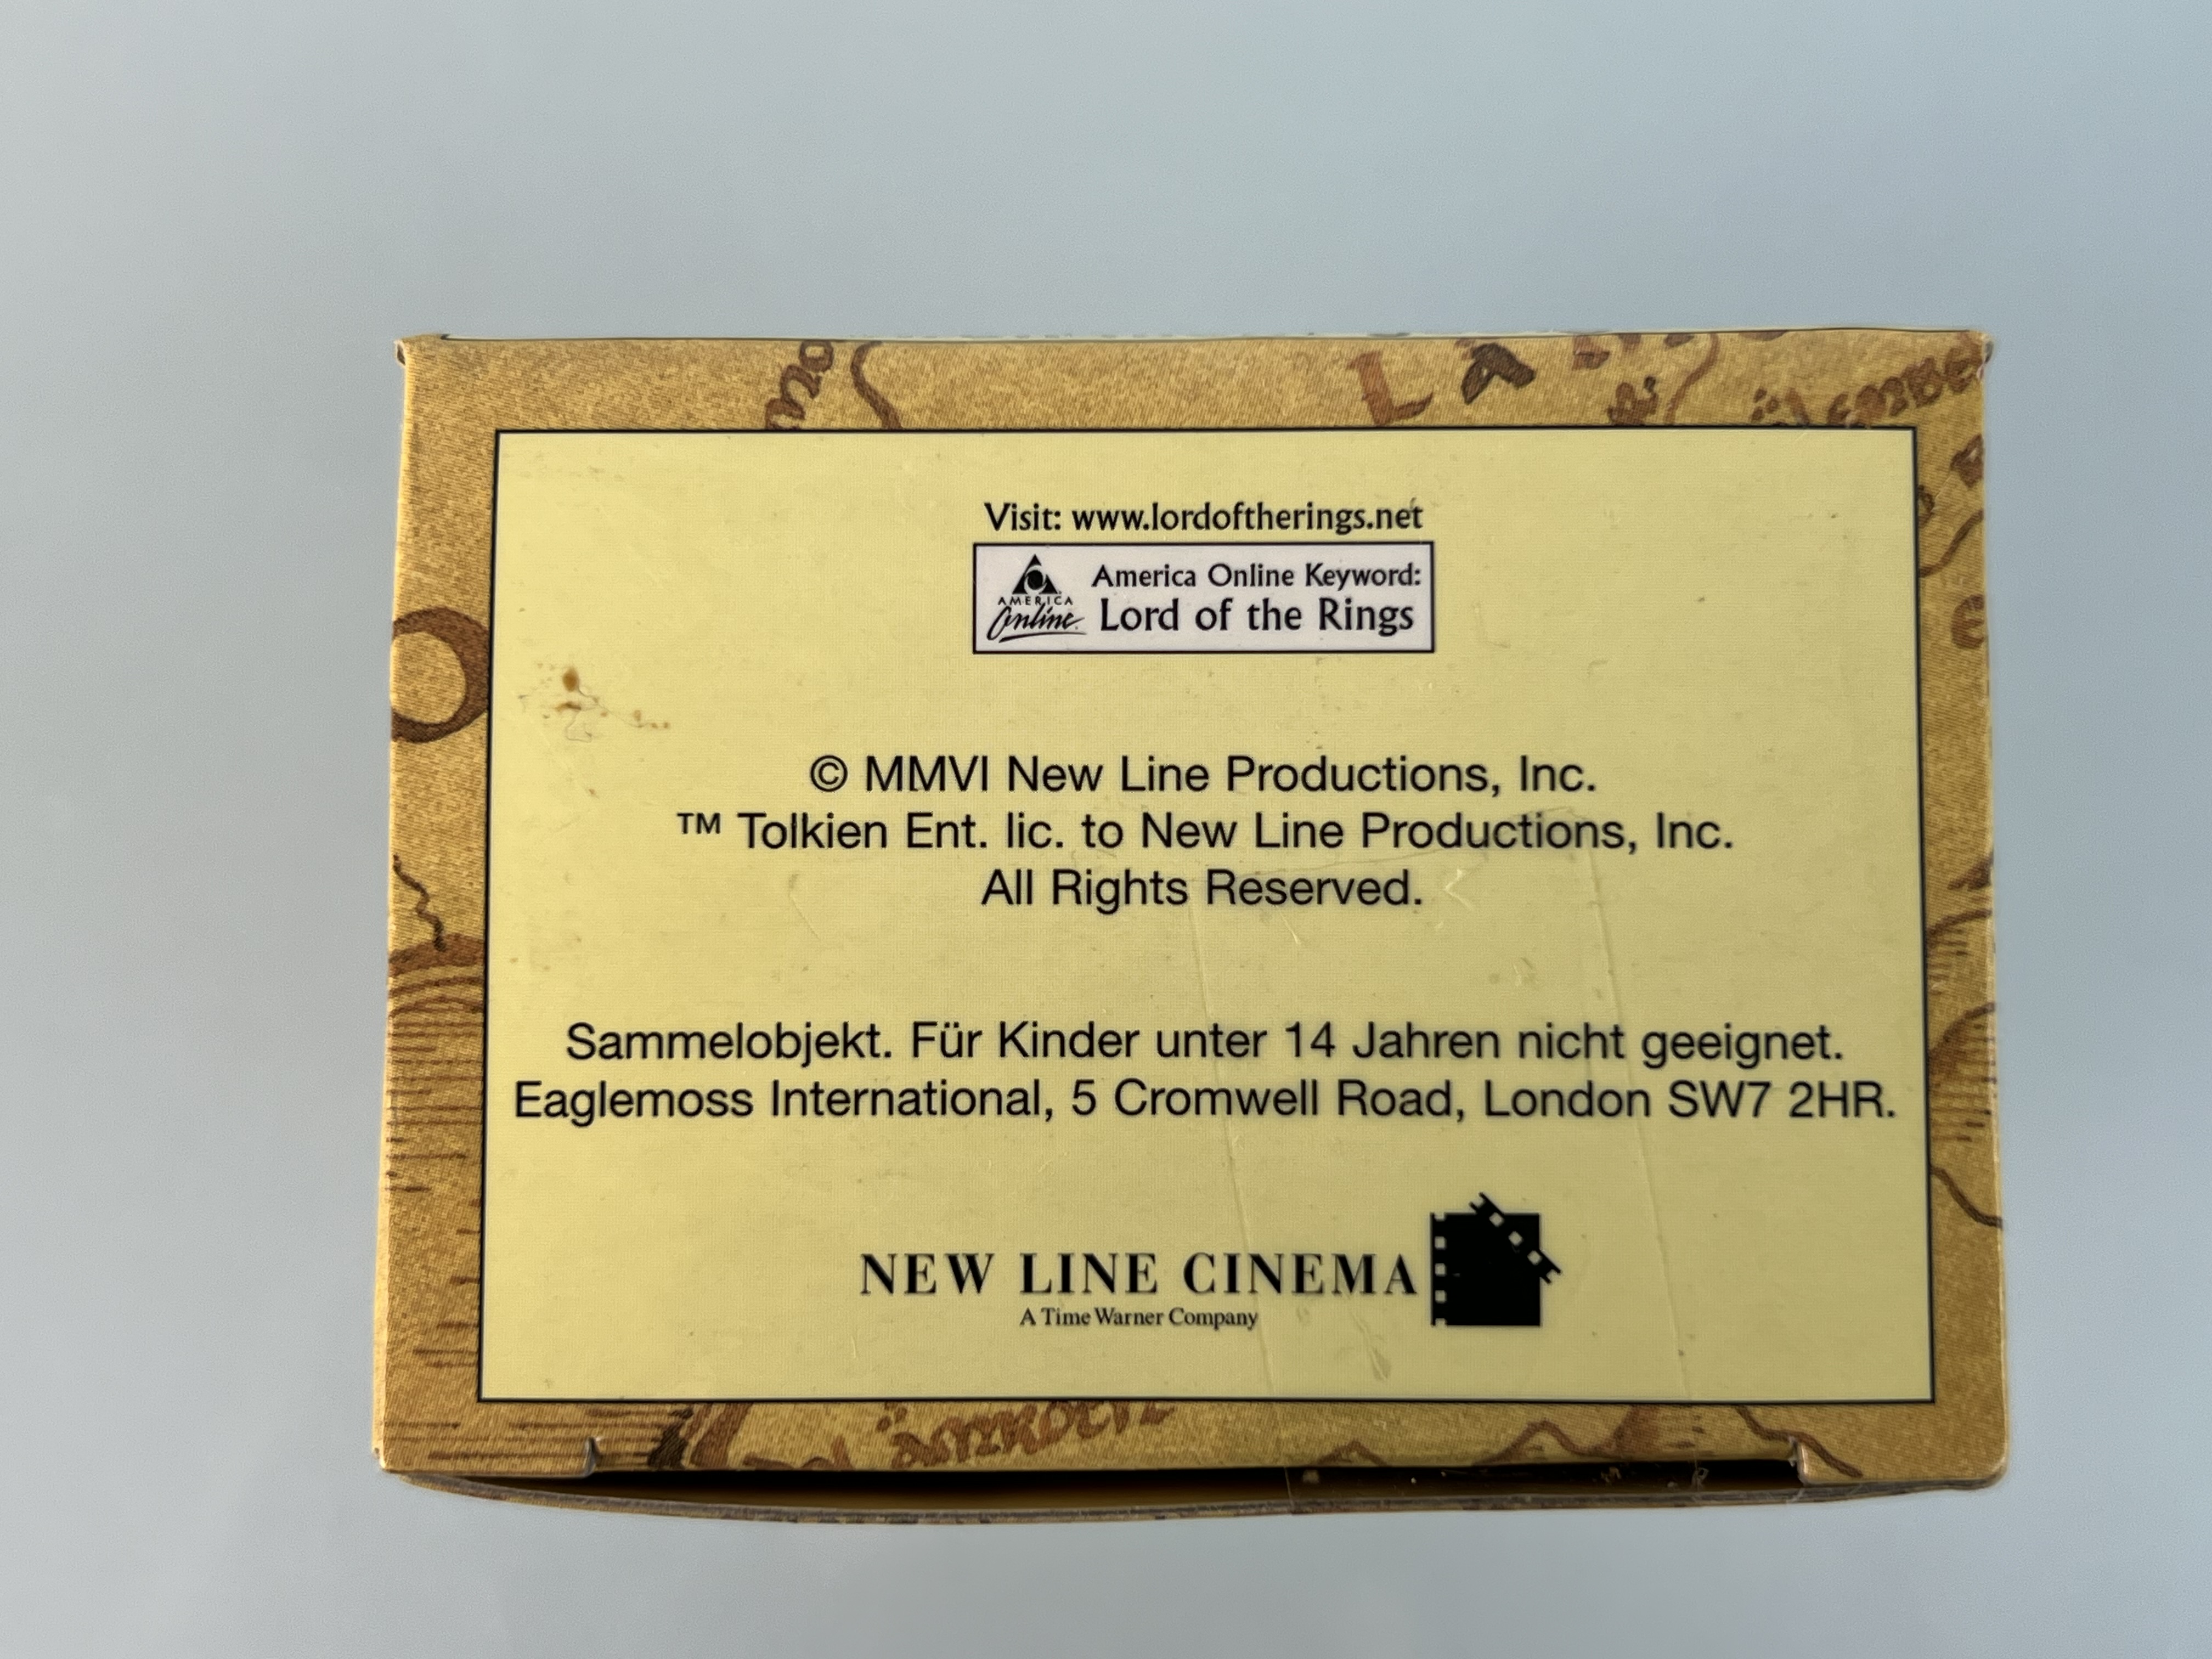 Visit: www.lordoftherings.net
America Online Keyword:
AMERICA
Online
Lord of the Rings
© MMVI New Line Productions, Inc.
™ Tolkien Ent. lic. to New Line Productions, Inc.
All Rights Reserved.
Sammelobjekt. Für Kinder unter 14 Jahren nicht geeignet.
Eaglemoss International, 5 Cromwell Road, London SW7 2HR.
NEW LINE CINEMA
A Time Warner Company